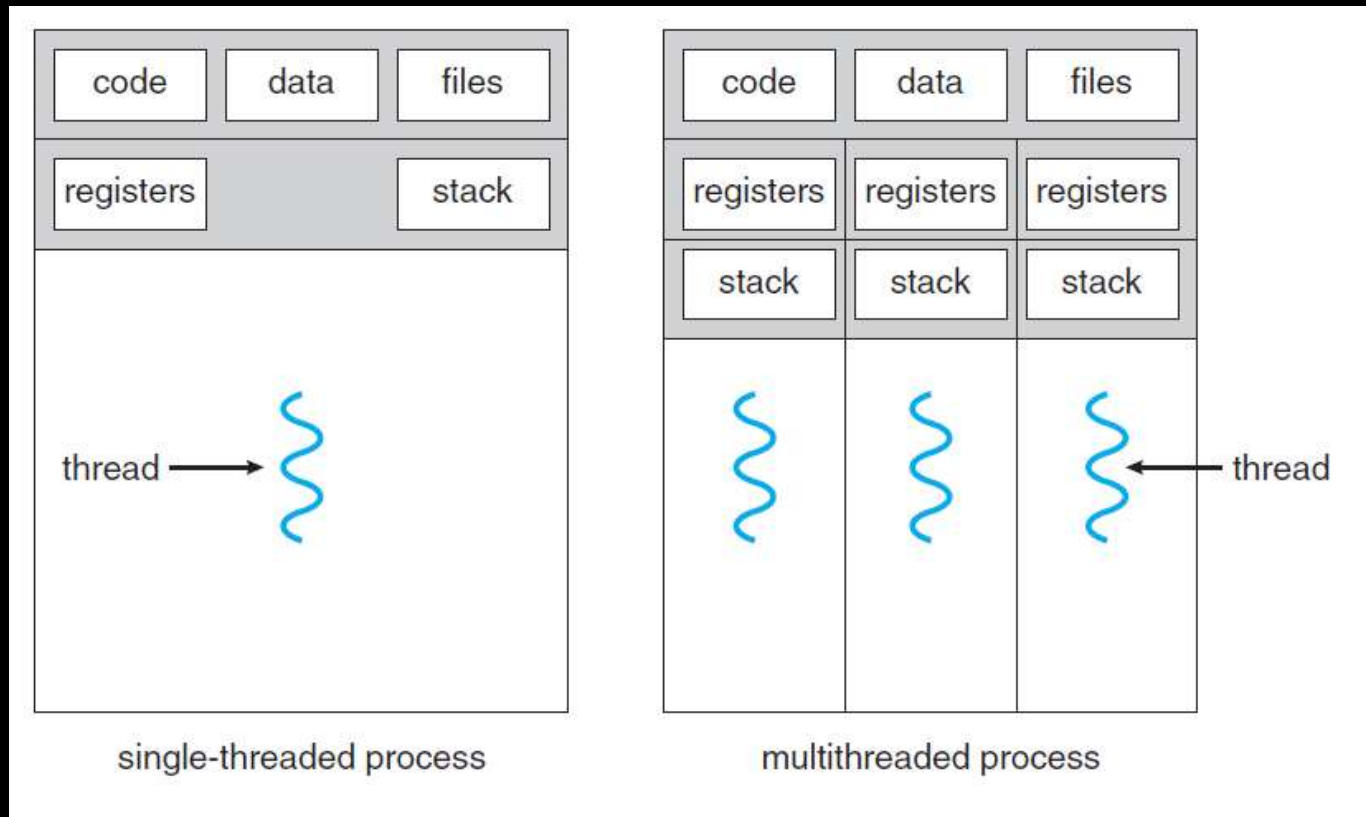 code data files
registers stack
thread
single-threaded process
code data files
registers registers registers
stack stack stack
thread
multithreaded process